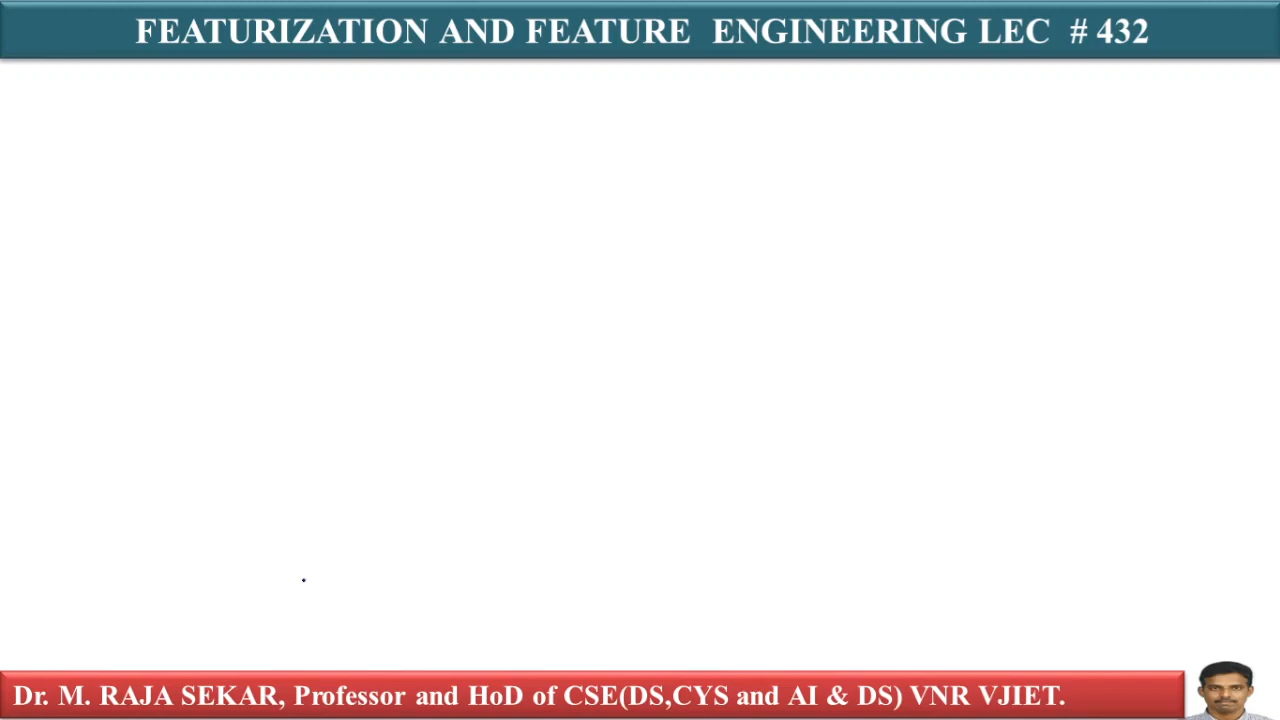 FEATURIZATION AND FEATURE ENGINEERING LEC # 432
Dr. M. RAJA SEKAR, Professor and HoD of CSE(DS,CYS and AI & DS) VNR VJIET.